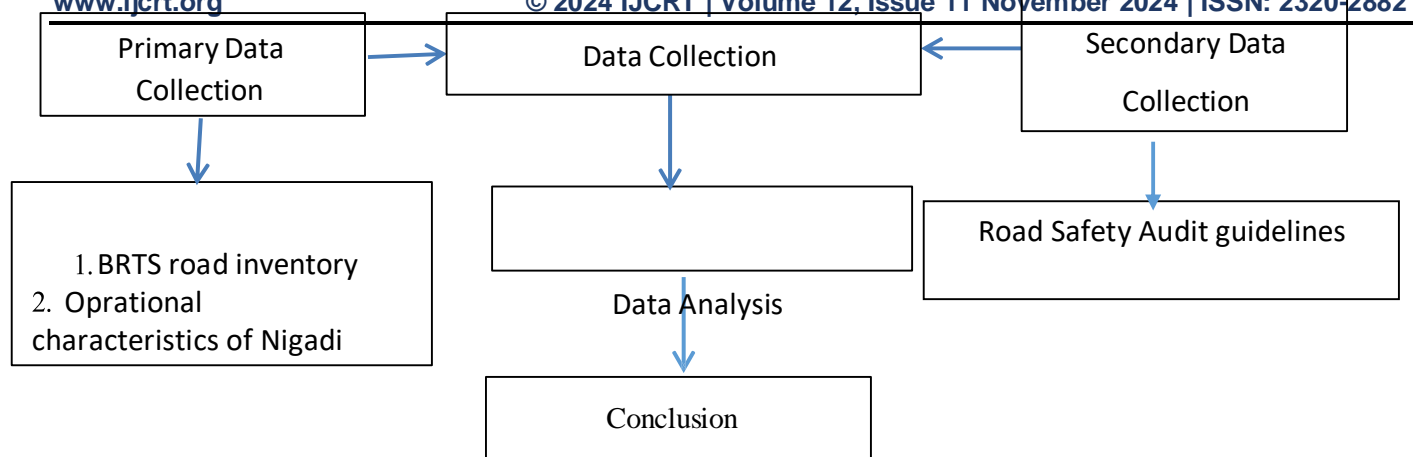 www.ijcrt.org © 2024 IJCRT | Volume 12, Issue 11 November 2024 | ISSN: 2320-2882
Primary Data
Collection
Data Collection
Secondary Data
Collection
1. BRTS road inventory
2. Oprational
characteristics of Nigadi
Road Safety Audit guidelines
Data Analysis
Conclusion